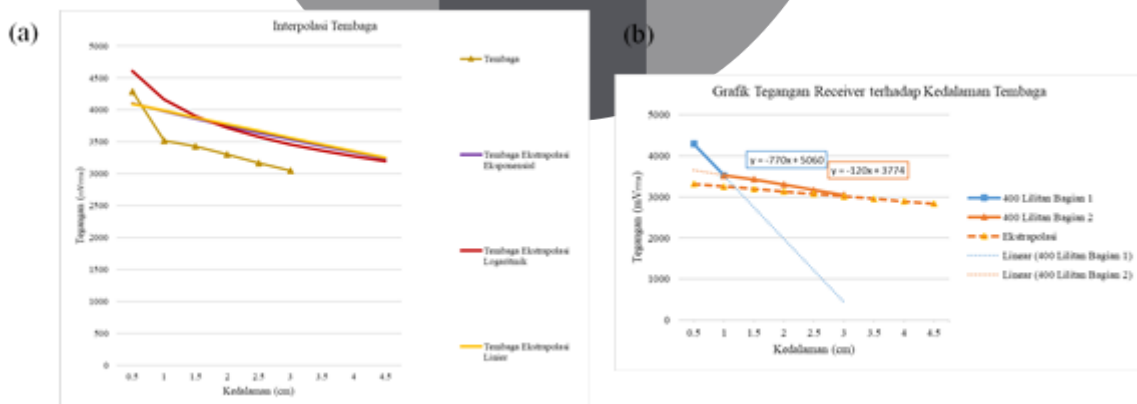 (a)
Interpolasi Tembaga
5000
4500
4000
3500
3000
2500
2000
1500
1000
500
0
Tegangan (mVrms)
0.5 1 1.5 2 2.5 3 3.5 4 4.5
Kedalaman (cm)
Tembaga
Tembaga Ekstrapolasi
Eksponensial
Tembaga Ekstrapolasi
Logaritmik
Tembaga Ekstrapolasi
Linier
(b)
Grafik Tegangan Receiver terhadap Kedalaman Tembaga
5000
4000
3000
2000
1000
0
Tegangan (mVrms)
y = -770x + 5060
y = -120x + 3774
0.5 1 1.5 2 2.5 3 3.5 4 4.5
Kedalaman (cm)
400 Lilitan Bagian 1
400 Lilitan Bagian 2
Ekstrapolasi
Linear (400 Lilitan Bagian 1)
Linear (400 Lilitan Bagian 2)